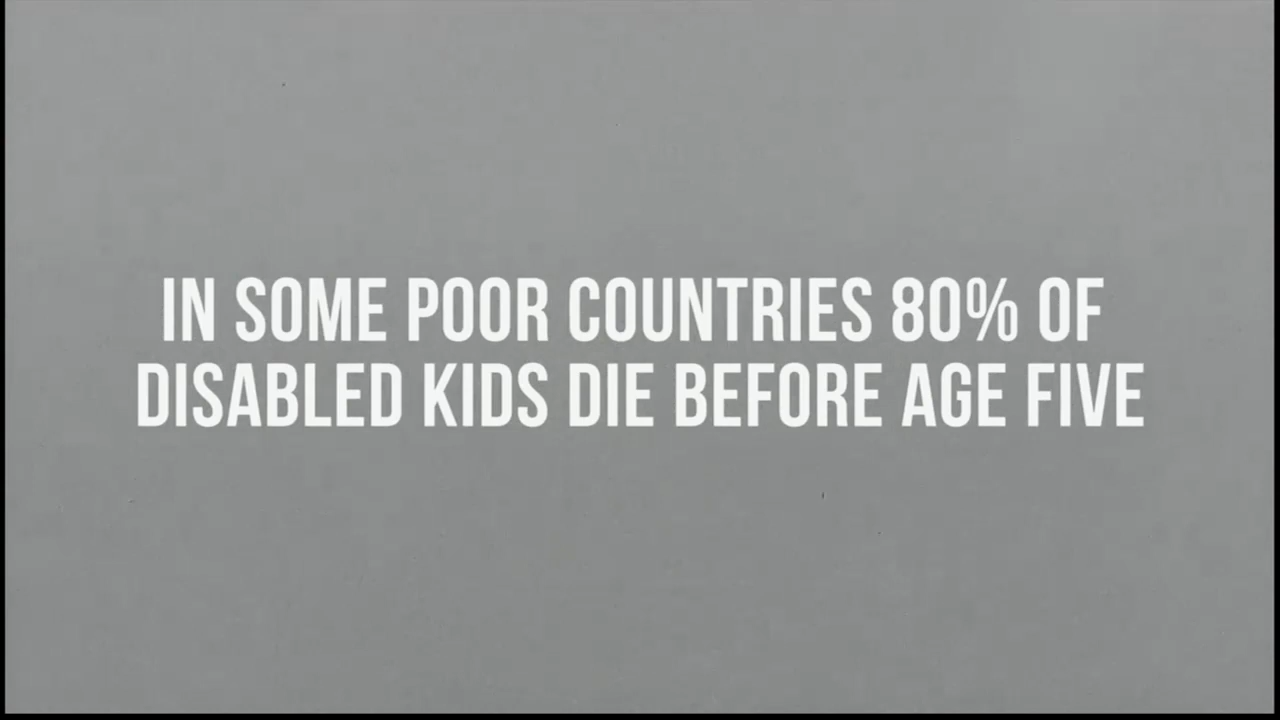 IN SOME POOR COUNTRIES 80% OF
DISABLED KIDS DIE BEFORE AGE FIVE